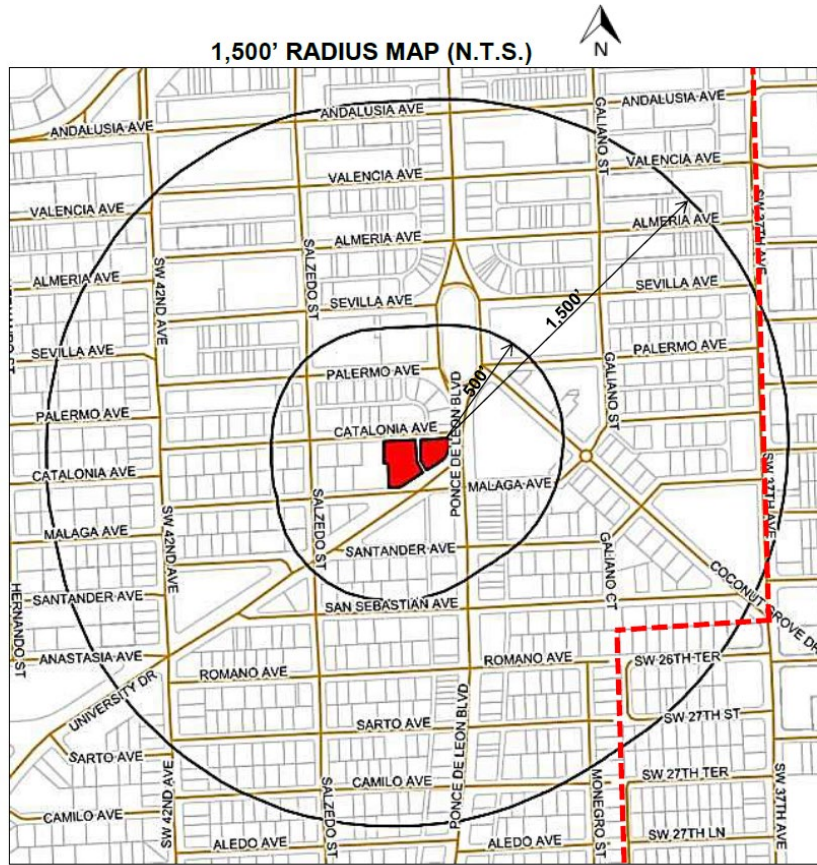 N
1,500’ RADIUS MAP (N.T.S.)
ANDALUSIA AVE
ANDALUSIA AVE
ANDALUSIA AVE
GALIANO ST
VALENCIA AVE
VALENCIA AVE
VALENCIA AVE
SW 37TH AVE
ALMERIA AVE
ALMERIA AVE
ALMERIA AVE
SW 42ND AVE
SALZEDO ST
SEVILLA AVE
SEVILLA AVE
SEVILLA AVE
1,500’
PALERMO AVE
PALERMO AVE
PALERMO AVE
500’
GALIANO ST
CATALONIA AVE
CATALONIA AVE
PONCE DE LEON BLVD
MALAGA AVE
MALAGA AVE
SW 37TH AVE
SW 42ND AVE
SALZEDO ST
SANTANDER AVE
SANTANDER AVE
GALIANO CT
COCONUT GROVE DR
HERNANDO ST
SAN SEBASTIAN AVE
ANASTASIA AVE
ROMANO AVE
ROMANO AVE
SW 26TH TER
UNIVERSITY DR
PONCE DE LEON BLVD
SARTO AVE
SARTO AVE
SW 27TH ST
CAMILO AVE
CAMILO AVE
SW 27TH TER
SW 42ND AVE
SALZEDO ST
MONEGRO ST
SW 37TH AVE
ALEDO AVE
ALEDO AVE
SW 27TH LN